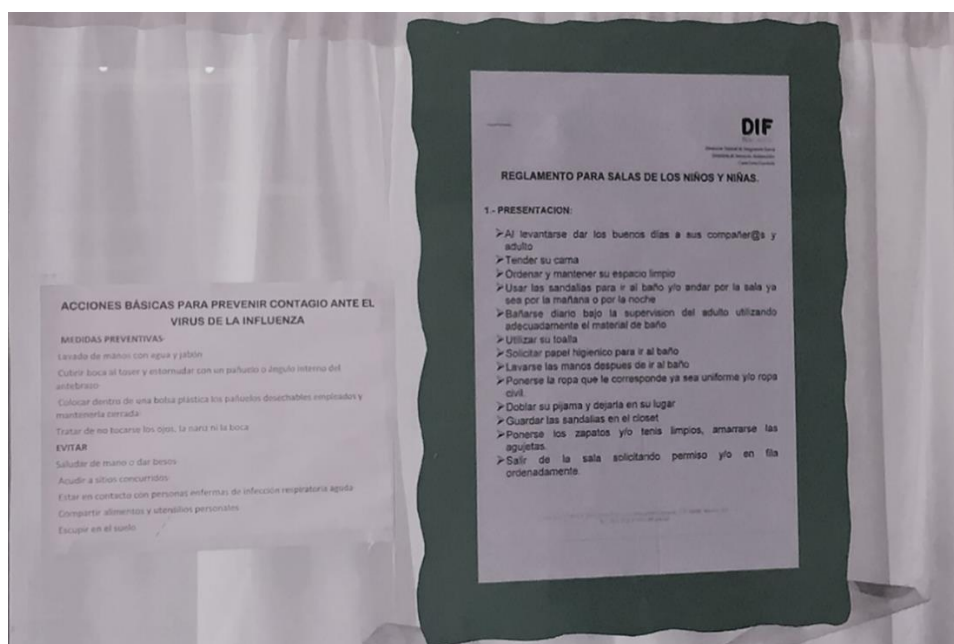 ACCIONES BÁSICAS PARA PREVENIR CONTAGIO ANTE EL
VIRUS DE LA INFLUENZA
MEDIDAS PREVENTIVAS
Lavado de manos con agua y jabón
Cubrir boca al toser y estornudar con un pañuelo o ángulo interno del
antebrazo
Colocar dentro de una bolsa plástica los pañuelos desechables empleados y
mantenerla cerrada
Tratar de no tocarse los ojos, la nariz ni la boca
EVITAR
Saludar de mano o dar besos
Acudir a sitios concurridos
Estar en contacto con personas enfermas de infección respiratoria aguda
Compartir alimentos y utensilios personales
Escupir en el suelo
DIF
REGLAMENTO PARA SALAS DE LOS NIÑOS Y NIÑAS.
1.- PRESENTACION:
➢Al levantarse dar los buenos días a sus compañer@s y
adulto
➢Tender su cama
➢Ordenar y mantener su espacio limpio
➢Usar las sandalias para ir al baño y/o andar por la sala ya
sea por la mañana o por la noche
➢Bañarse diario bajo la supervision del adulto utilizando
adecuadamente el material de baño
➢Utilizar su toalla
➢Solicitar papel higienico para ir al baño
➢Lavarse las manos despues de ir al baño
➢Ponerse la ropa que le corresponde ya sea uniforme y/o ropa
civil.
➢Doblar su pijama y dejarla en su lugar
➢Guardar las sandalias en el closet
➢Ponerse los zapatos y/o tenis limpios, amarrarse las
agujetas.
➢Salir de la sala solicitando permiso y/o en fila
ordenadamente.